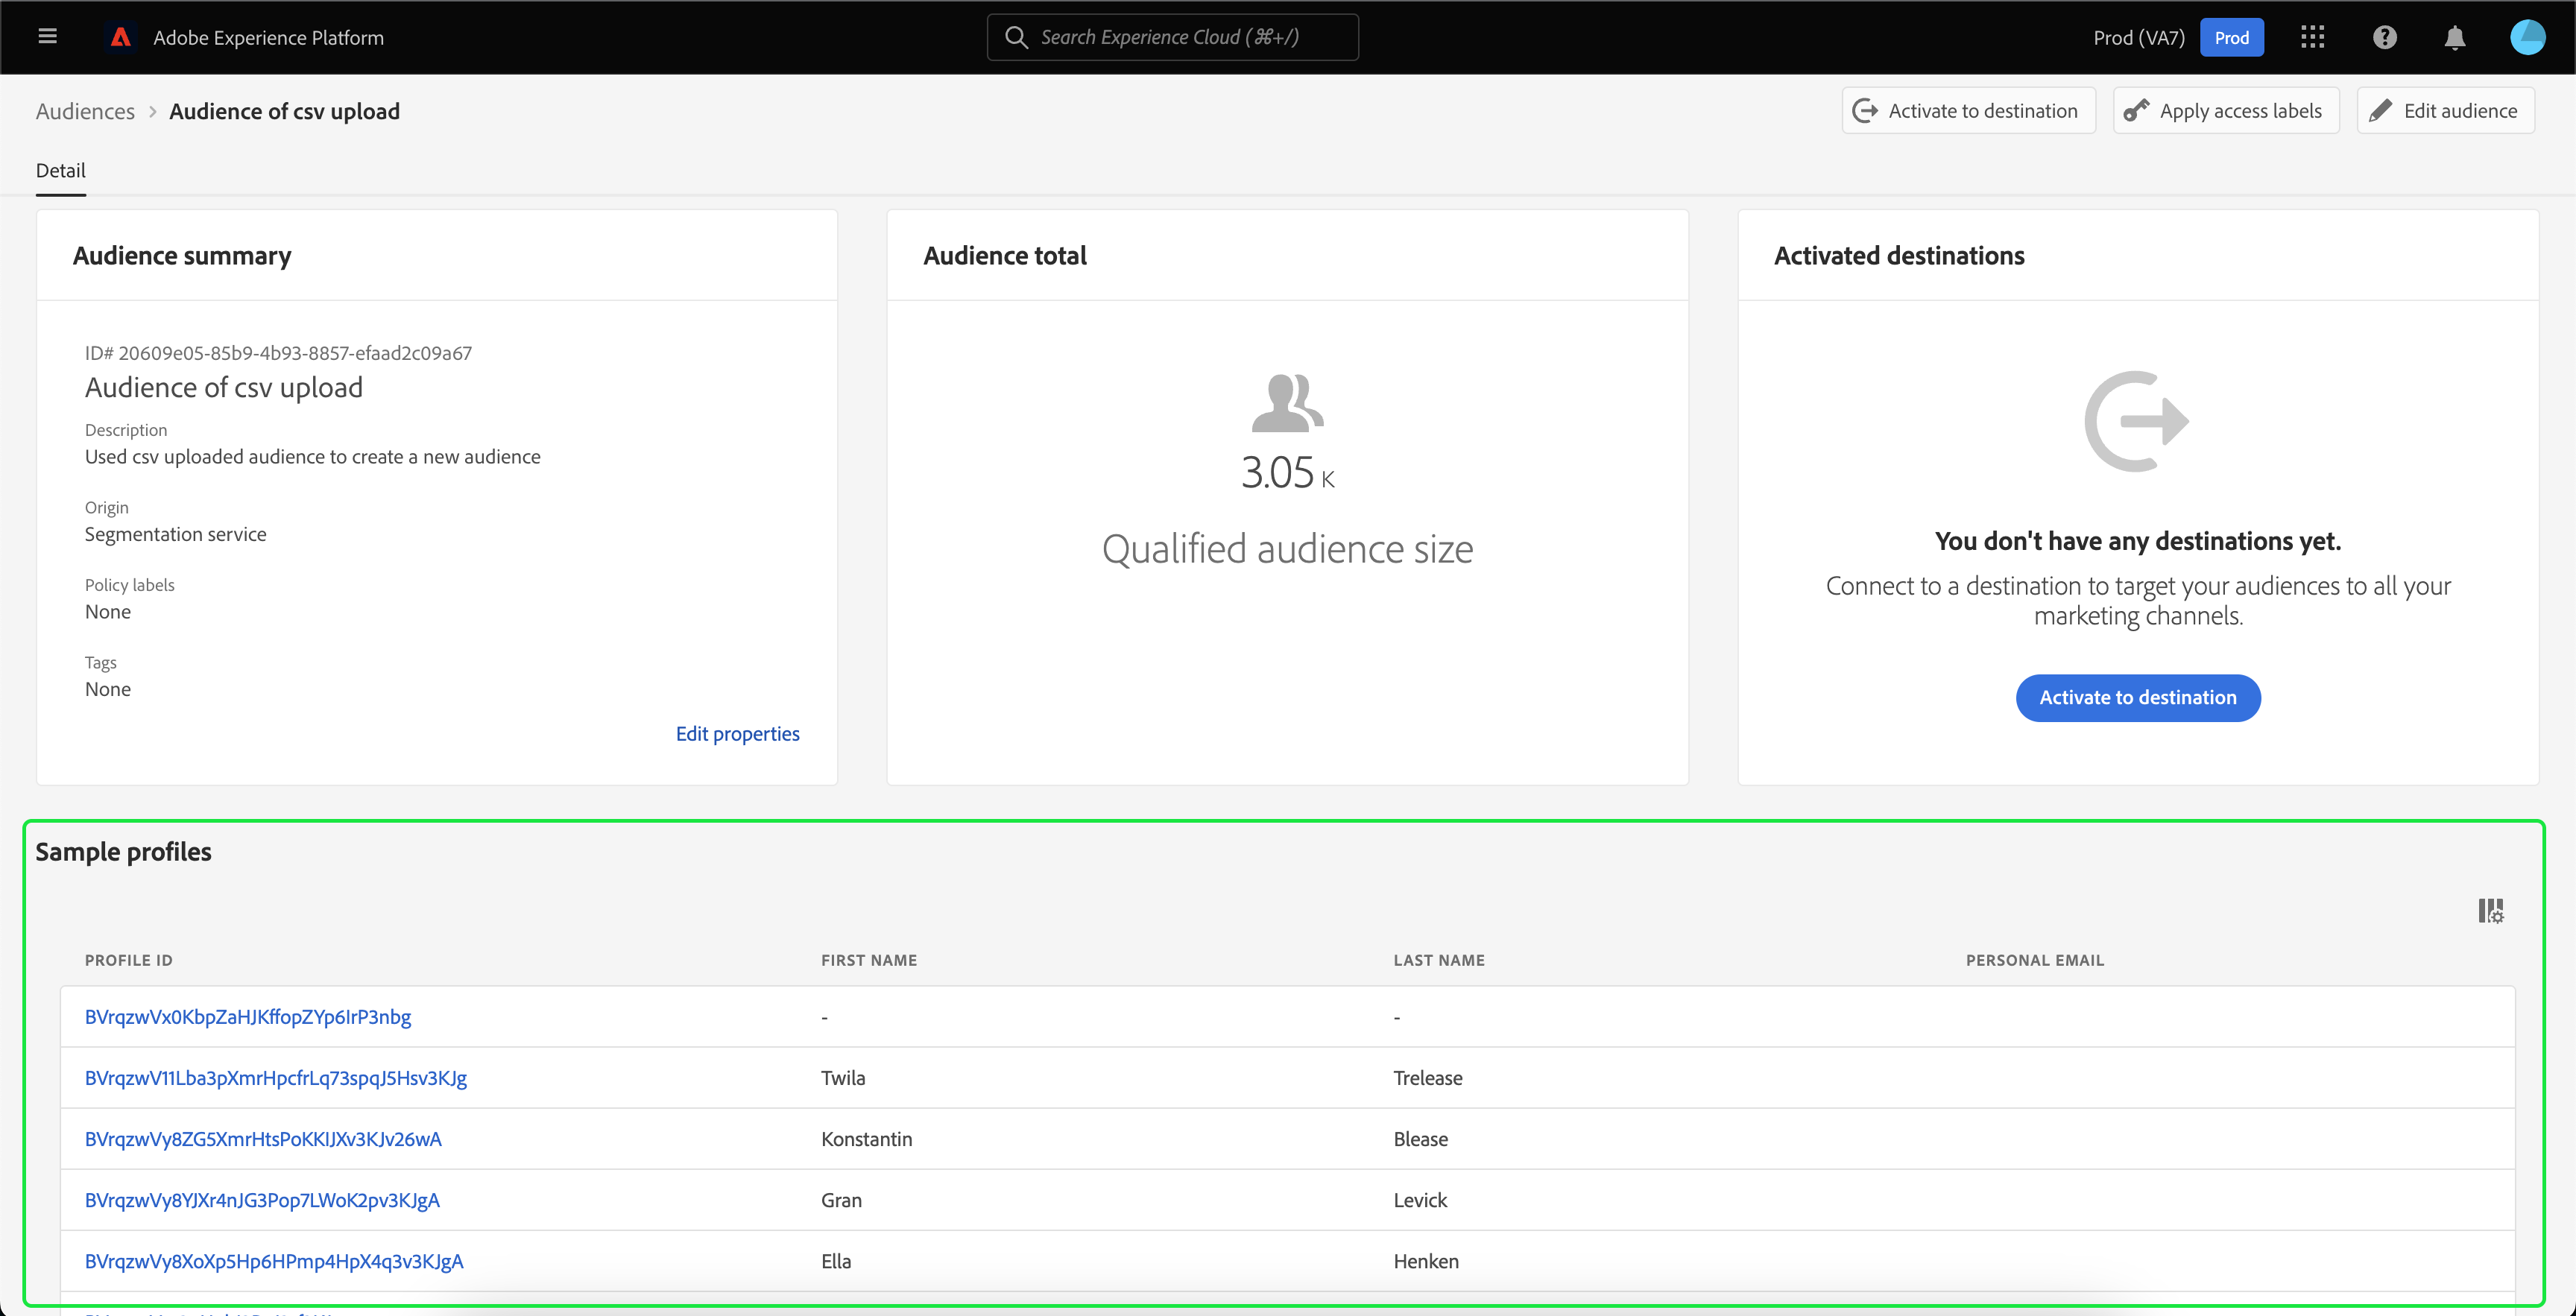 Adobe Experience Platform
Search Experience Cloud (⌘+/)
Prod (VA7)
Prod
Audiences > Audience of csv upload
Activate to destination
Apply access labels
Edit audience
Detail
Audience summary
ID# 20609e05-85b9-4b93-8857-efaad2c09a67
Audience of csv upload
Description
Used csv uploaded audience to create a new audience
Origin
Segmentation service
Policy labels
None
Tags
None
Edit properties
Audience total
3.05 K
Qualified audience size
Activated destinations
You don't have any destinations yet.
Connect to a destination to target your audiences to all your
marketing channels.
Activate to destination
Sample profiles
PROFILE ID FIRST NAME LAST NAME PERSONAL EMAIL
BVrqzwVx0KbpZaHJKffopZYp6IrP3nbg - -
BVrqzwV11Lba3pXmrHpcfrLq73spqJ5Hsv3KJg Twila Trelease
BVrqzwVy8ZG5XmrHtsPoKKIJXv3KJv26wA Konstantin Blease
BVrqzwVy8YJXr4nJG3Pop7LWoK2pv3KJgA Gran Levick
BVrqzwVy8XoXp5Hp6HPmp4HpX4q3v3KJgA Ella Henken